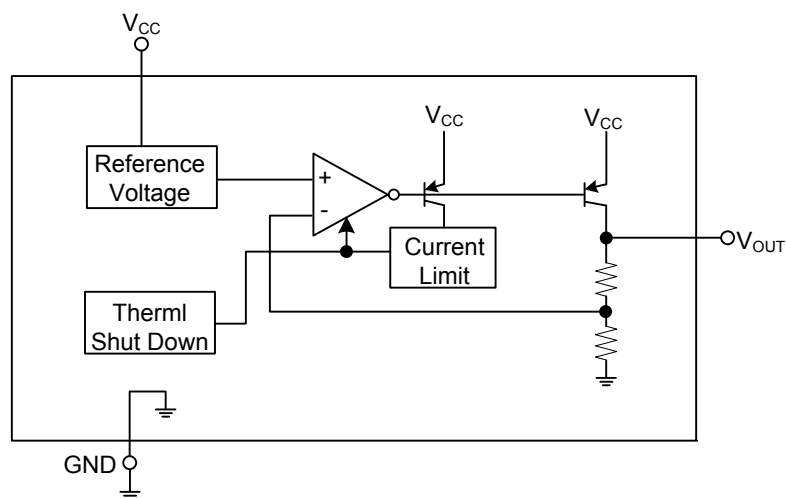 VCC
VCC
VCC
Reference
Voltage
+
-
Current
Limit
VOUT
Therml
Shut Down
GND